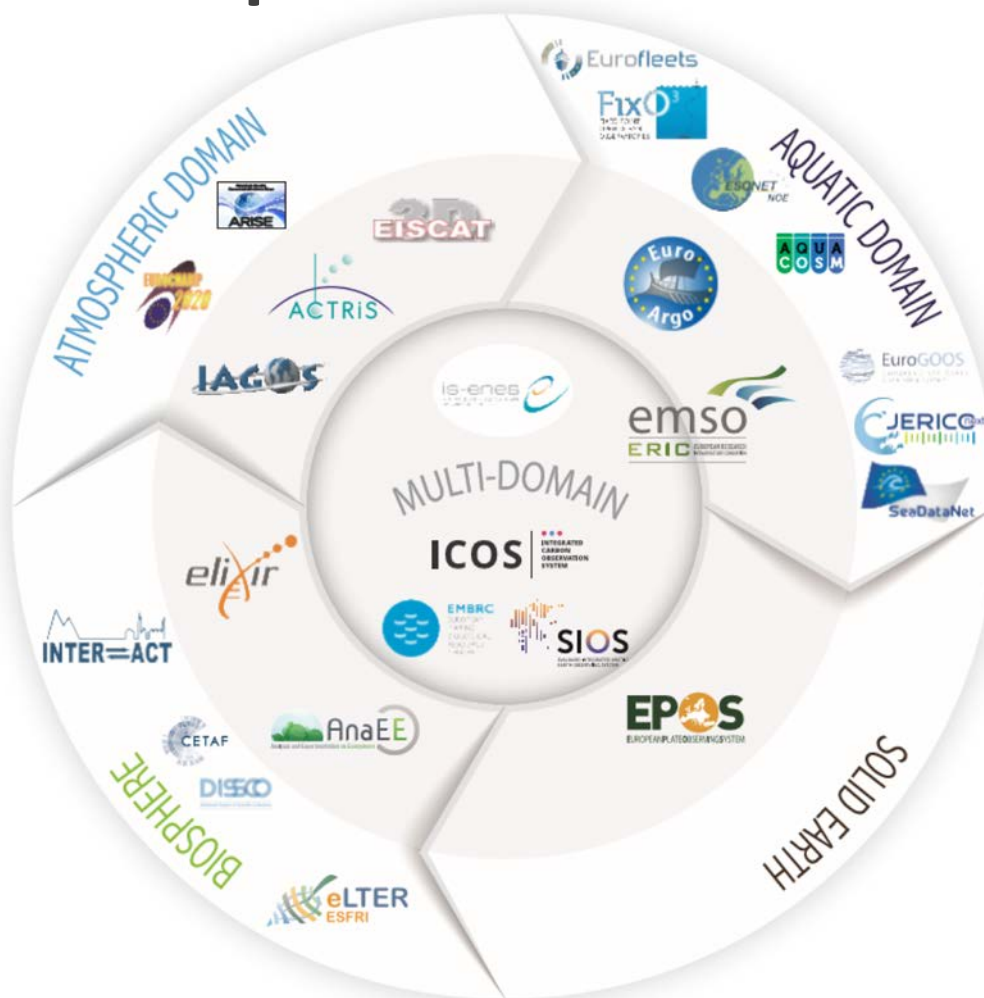 Eurofleets
FixO3
ESONET
NOE
AQUA
COSM
AQUATIC DOMAIN
ATMOSPHERIC DOMAIN
ARISE
3D
EISCAT
EUROCHAMP
2020
ACTRiS
Euro
Argo
IAGOS
EuroGOOS
is-enes
emso
ERIC
JERICO next
SeaDataNet
MULTI-DOMAIN
ICOS
INTEGRATED
CARBON
OBSERVATION
SYSTEM
elixir
EMBRC
SIOS
INTERACT
EPOS
EUROPEAN PLATE OBSERVING SYSTEM
CETAF
AnaEE
DISSCO
BIOSPHERE
SOLID EARTH
eLTER
ESFRI